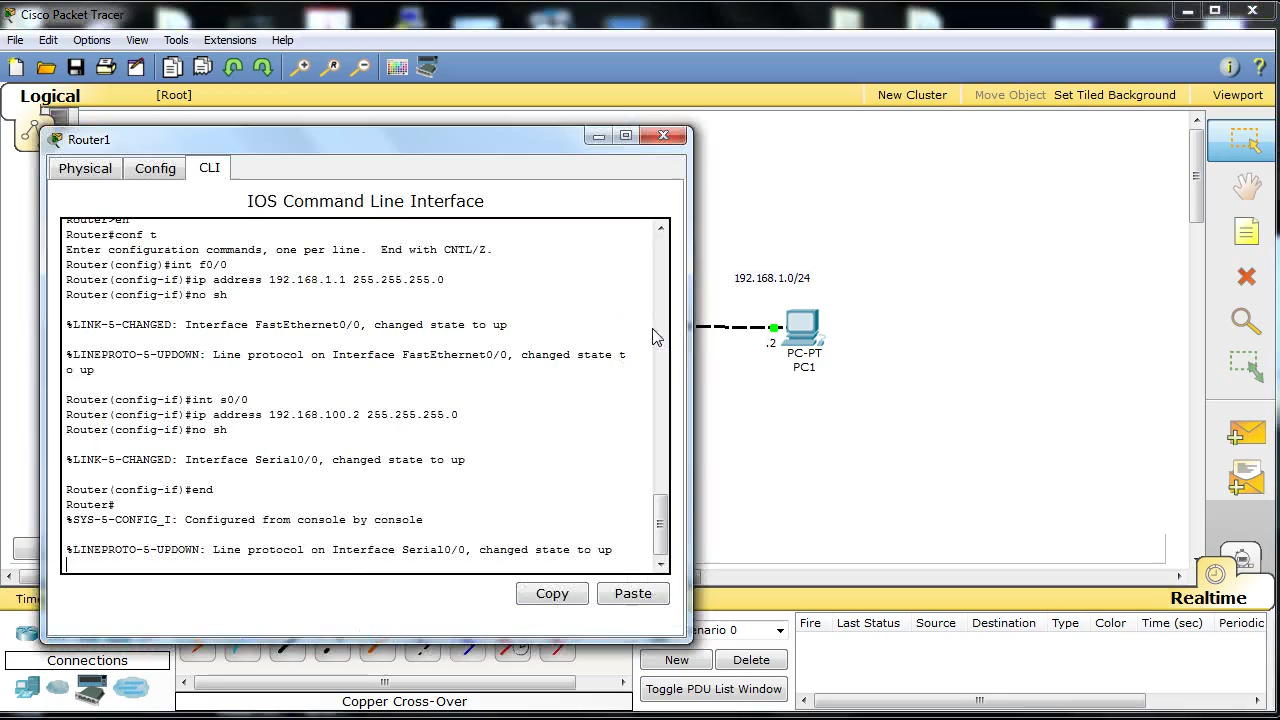 Cisco Packet Tracer
File Edit Options View Tools Extensions Help
Logical [Root] New Cluster Move Object Set Tiled Background Viewport
Router1
Physical Config CLI
IOS Command Line Interface
Router>en
Router#conf t
Enter configuration commands, one per line.  End with CNTL/Z.
Router(config)#int f0/0
Router(config-if)#ip address 192.168.1.1 255.255.255.0
Router(config-if)#no sh
%LINK-5-CHANGED: Interface FastEthernet0/0, changed state to up
%LINEPROTO-5-UPDOWN: Line protocol on Interface FastEthernet0/0, changed state t
o up
Router(config-if)#int s0/0
Router(config-if)#ip address 192.168.100.2 255.255.255.0
Router(config-if)#no sh
%LINK-5-CHANGED: Interface Serial0/0, changed state to up
Router(config-if)#end
Router#
%SYS-5-CONFIG_I: Configured from console by console
%LINEPROTO-5-UPDOWN: Line protocol on Interface Serial0/0, changed state to up
Copy Paste
192.168.1.0/24
.2
PC-PT
PC1
Realtime
Fire Last Status Source Destination Type Color Time (sec) Periodic
Scenario 0
New Delete
Toggle PDU List Window
Connections
Copper Cross-Over